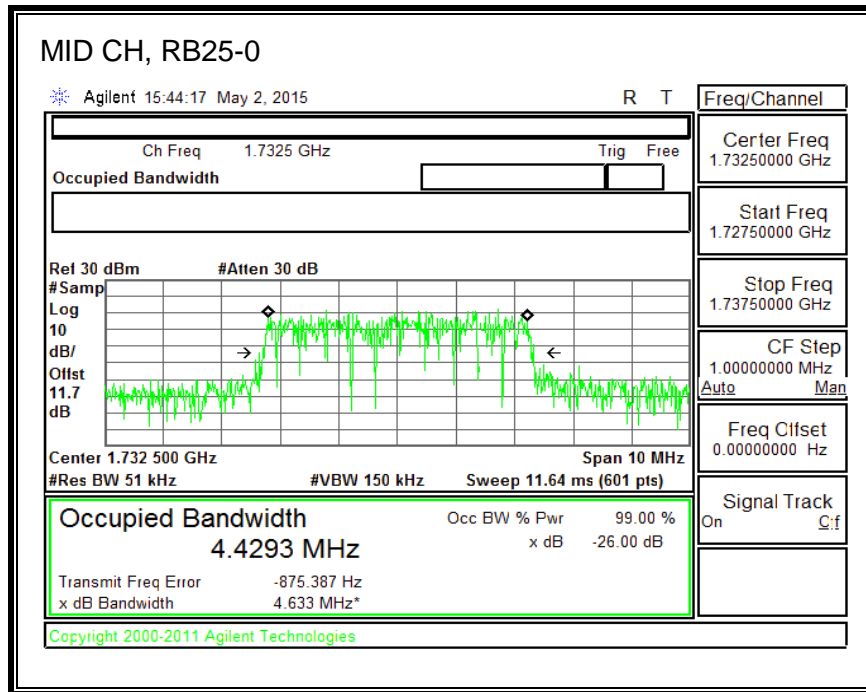 MID CH, RB25-0
Agilent 15:44:17 May 2, 2015 R T
Freq/Channel
Ch Freq 1.7325 GHz Trig Free
Occupied Bandwidth
Center Freq
1.73250000 GHz
Start Freq
1.72750000 GHz
Stop Freq
1.73750000 GHz
CF Step
1.00000000 MHz
Auto Man
Freq Offset
0.00000000 Hz
Signal Track
On Off
Ref 30 dBm #Atten 30 dB
#Samp
Log
10
dB/
Offst
11.7
dB
Center 1.732 500 GHz Span 10 MHz
#Res BW 51 kHz #VBW 150 kHz Sweep 11.64 ms (601 pts)
Occupied Bandwidth
4.4293 MHz
Occ BW % Pwr 99.00 %
x dB -26.00 dB
Transmit Freq Error -875.387 Hz
x dB Bandwidth 4.633 MHz*
Copyright 2000-2011 Agilent Technologies